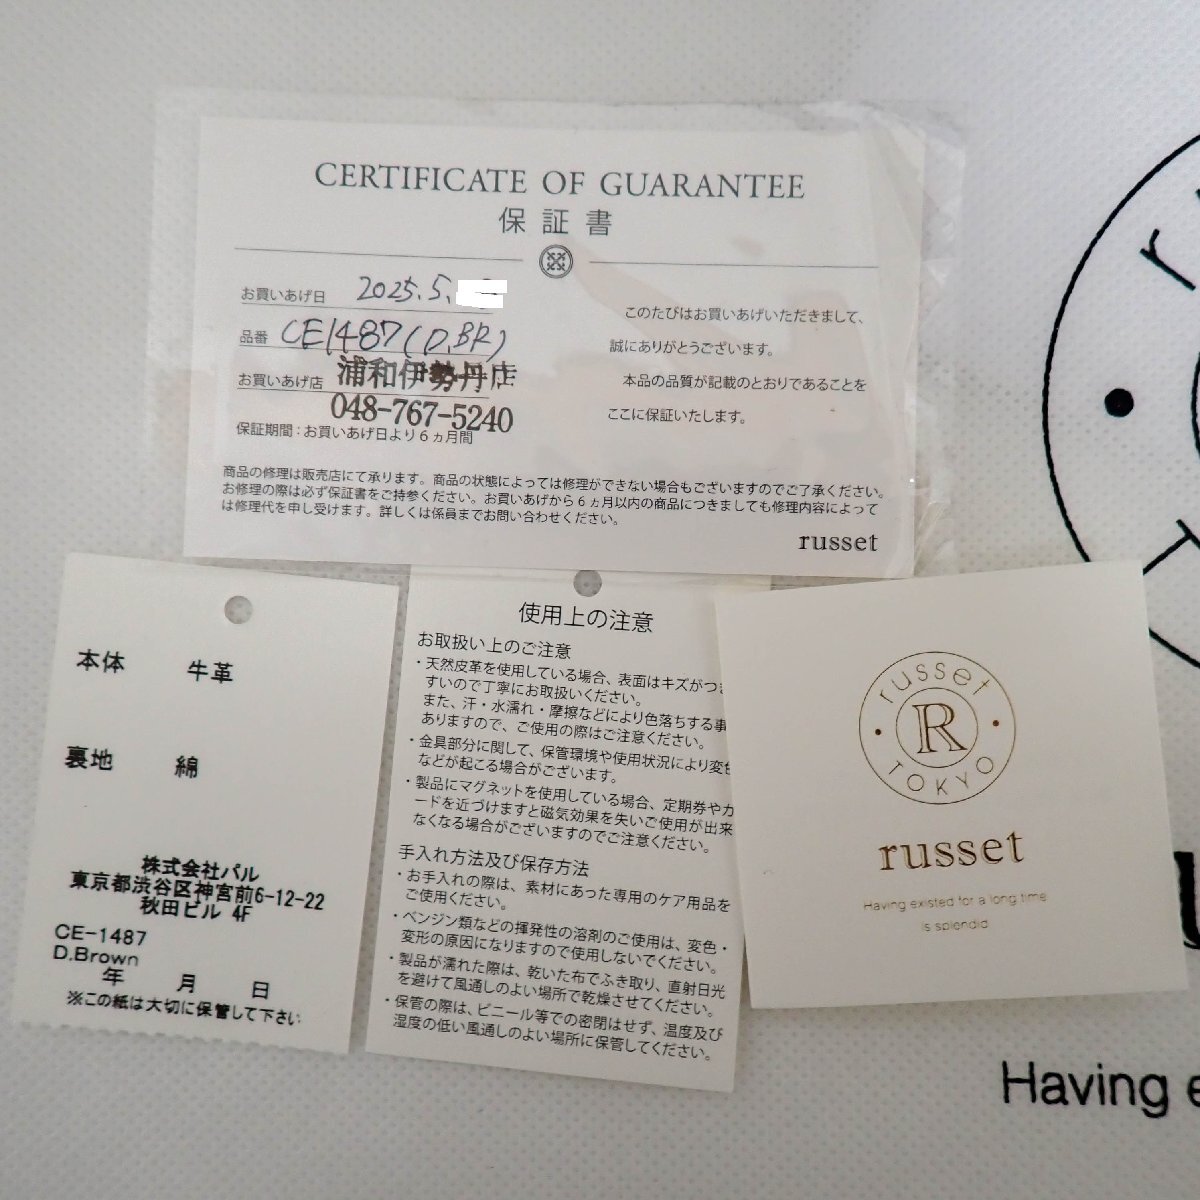 CERTIFICATE OF GUARANTEE
保証書
お買いあげ日 2025.5.
品番 CE1487(D.BR)
お買いあげ店 浦和伊勢丹店
048-767-5240
保証期間:お買いあげ日より6ヵ月間
このたびはお買いあげいただきまして、
誠にありがとうございます。
本品の品質が記載のとおりであることを
ここに保証いたします。
商品の修理は販売店にて承ります。商品の状態によっては修理ができない場合もございますのでご了承ください。
お修理の際は必ず保証書をご持参ください。お買いあげから6ヵ月以内の商品につきましても修理内容によって
は修理代を申し受けます。詳しくは係員までお問い合わせください。
russet
本体 牛革
裏地 綿
株式会社パル
東京都渋谷区神宮前6-12-22
秋田ビル 4F
CE-1487
D.Brown
年 月 日
※この紙は大切に保管して下さい
使用上の注意
お取扱い上のご注意
・天然皮革を使用している場合、表面はキズがつき
すいので丁寧にお取扱いください。
また、汗・水濡れ・摩擦などにより色落ちする事
ありますので、ご使用の際はご注意ください。
・金具部分に関して、保管環境や使用状況により変色
などが起こる場合がございます。
・製品にマグネットを使用している場合、定期券やカ
ードを近づけますと磁気効果を失いご使用が出来
なくなる場合がございますのでご注意ください。
手入れ方法及び保存方法
・お手入れの際は、素材にあった専用のケア用品を
ご使用ください。
・ベンジン類などの揮発性の溶剤のご使用は、変色・
変形の原因になりますので使用しないでください。
・製品が濡れた際は、乾いた布でふき取り、直射日光
を避けて風通しのよい場所で乾燥させてください。
・保管の際は、ビニール等での密閉はせず、温度及び
湿度の低い風通しのよい場所に保管してください。
russet
R
TOKYO
russet
Having existed for a long time
is splendid
Having